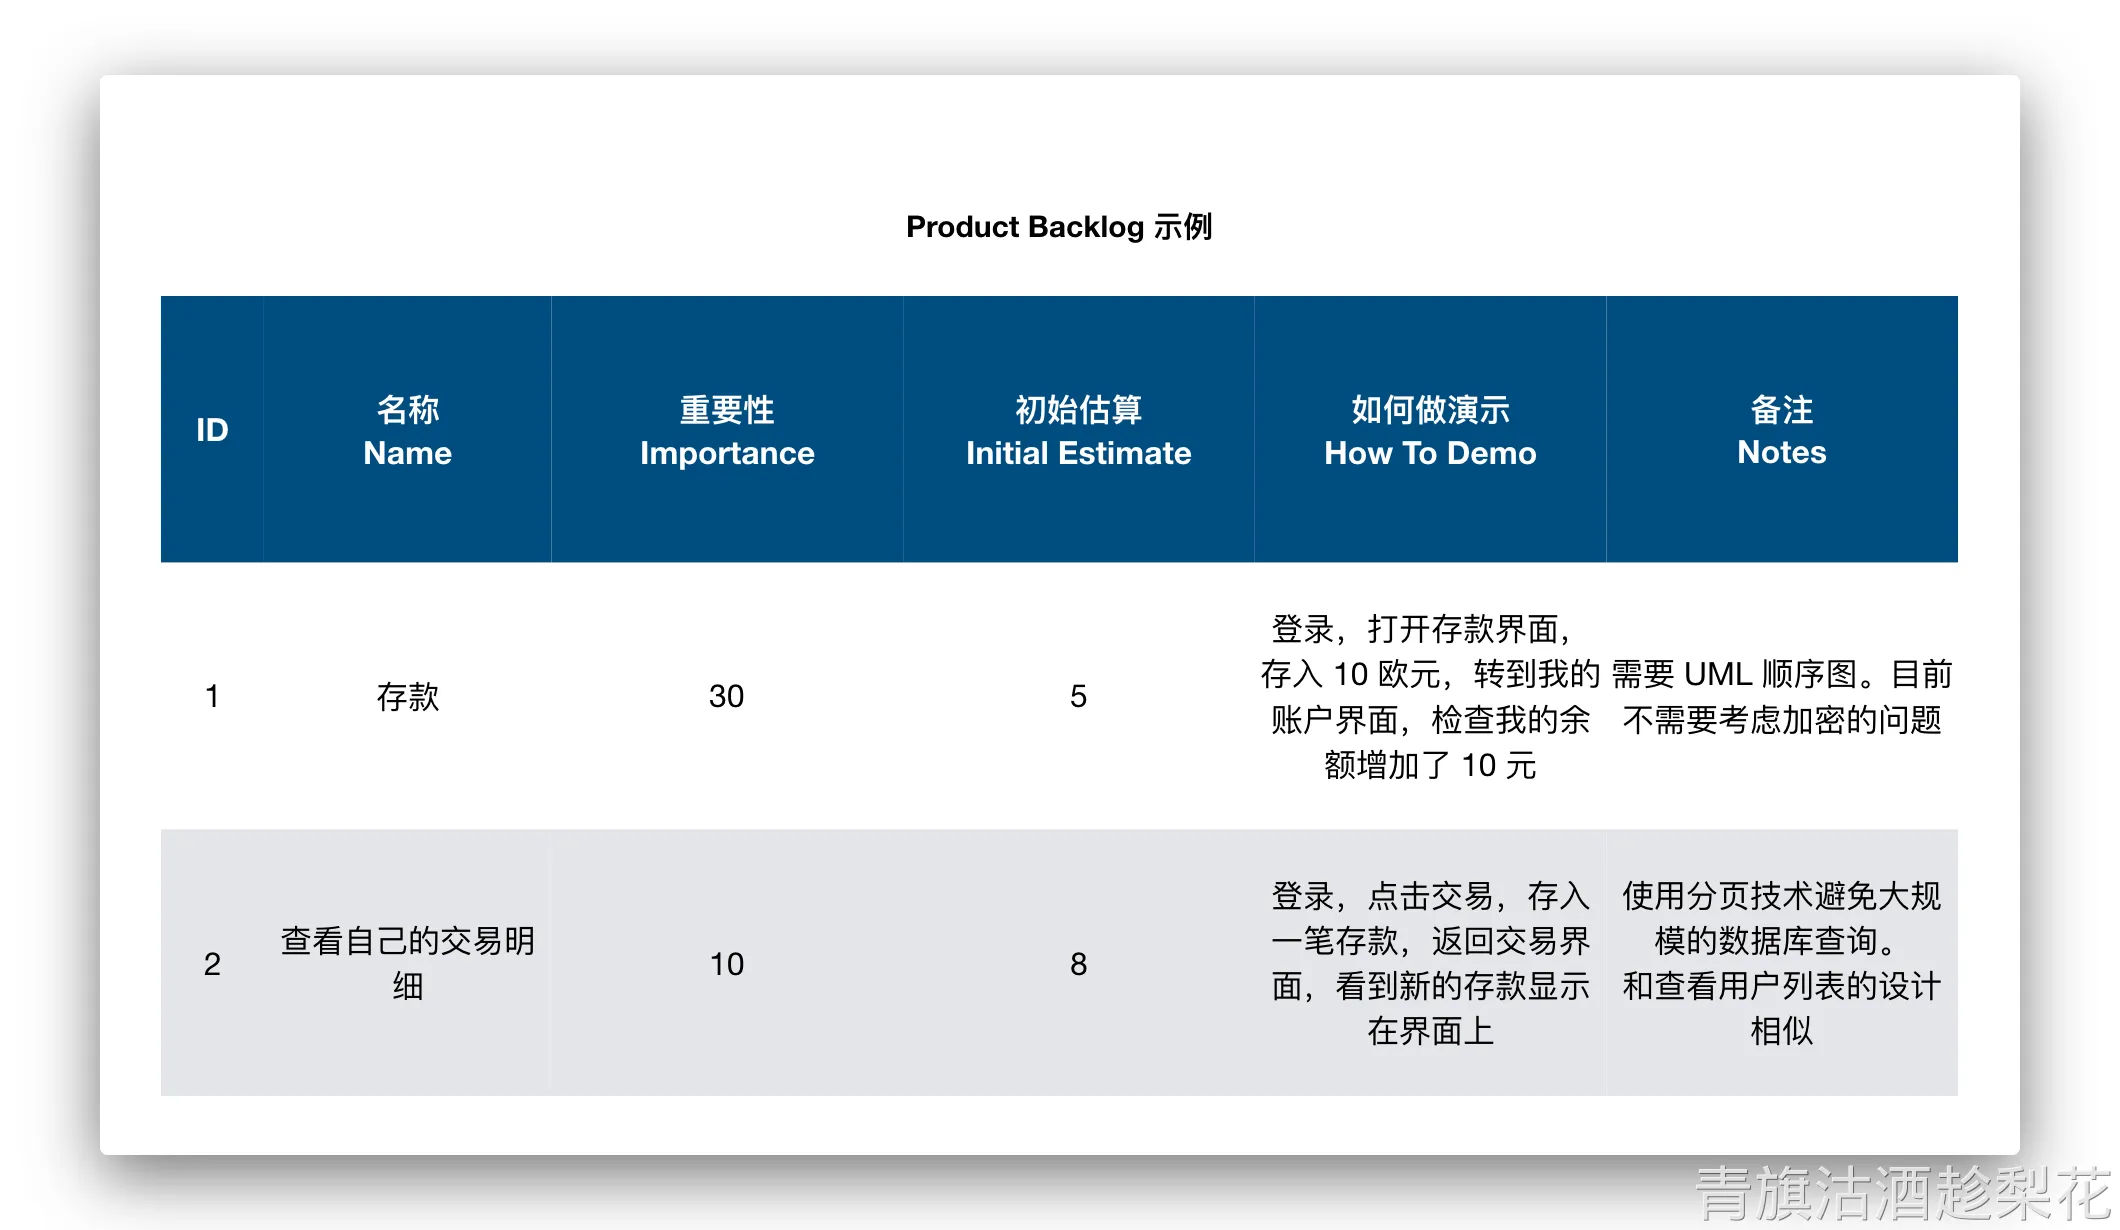 Product Backlog 示例
ID
名称
Name
重要性
Importance
初始估算
Initial Estimate
如何做演示
How To Demo
备注
Notes
1
存款
30
5
登录，打开存款界面，
存入 10 欧元，转到我的
账户界面，检查我的余
额增加了 10 元
需要 UML 顺序图。目前
不需要考虑加密的问题
2
查看自己的交易明
细
10
8
登录，点击交易，存入
一笔存款，返回交易界
面，看到新的存款显示
在界面上
使用分页技术避免大规
模的数据库查询。
和查看用户列表的设计
相似
青旗沽酒趁梨花